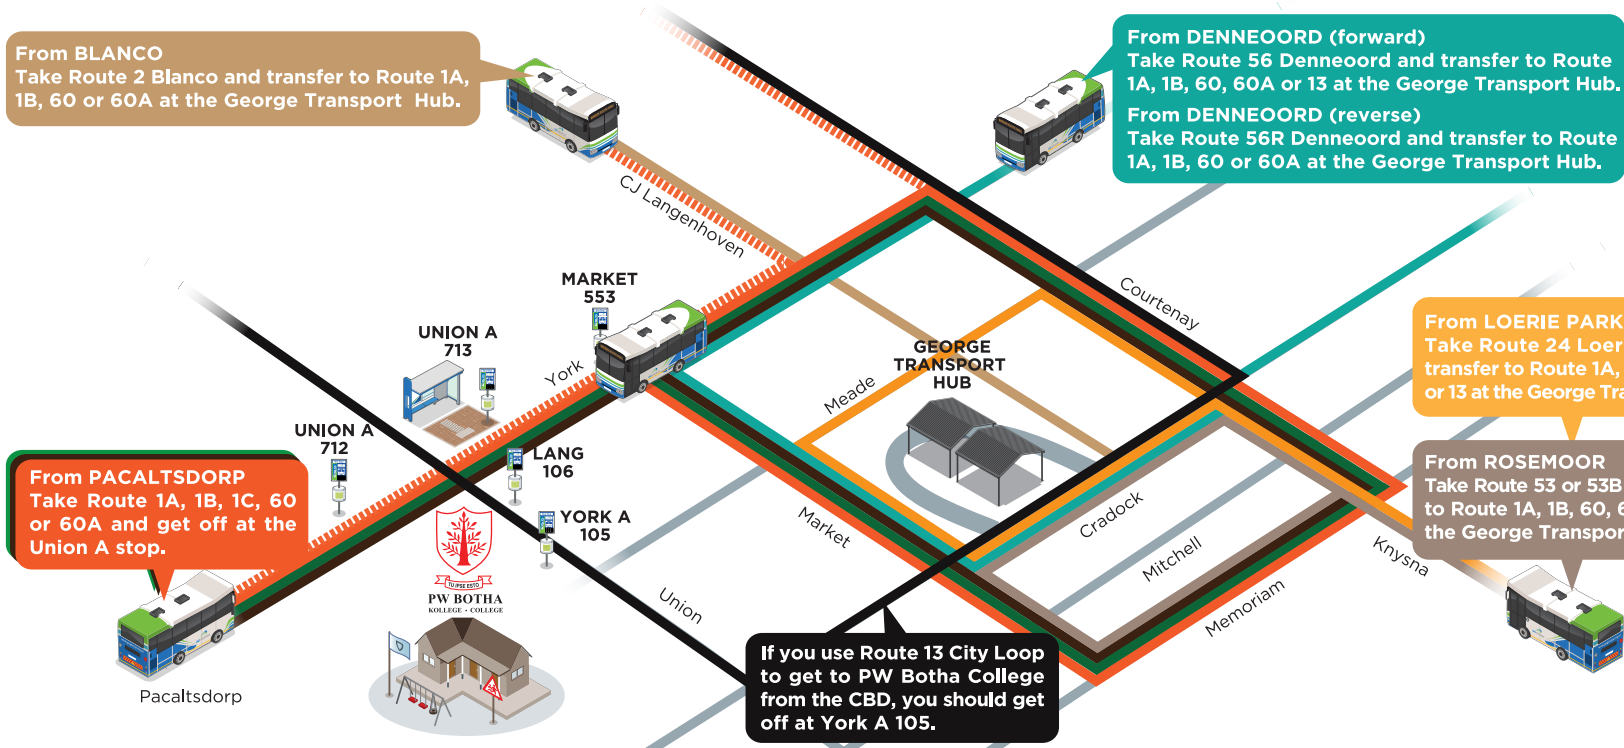 From BLANCO
Take Route 2 Blanco and transfer to Route 1A,
1B, 60 or 60A at the George Transport Hub.
From DENNEOORD (forward)
Take Route 56 Denneoord and transfer to Route
1A, 1B, 60, 60A or 13 at the George Transport Hub.
From DENNEOORD (reverse)
Take Route 56R Denneoord and transfer to Route
1A, 1B, 60 or 60A at the George Transport Hub.
CJ Langenhoven
MARKET
553
Courtenay
UNION A
713
York
GEORGE
TRANSPORT
HUB
Meade
From LOERIE PARK
Take Route 24 Loer
transfer to Route 1A,
or 13 at the George Tra
UNION A
712
LANG
106
From PACALTSDORP
Take Route 1A, 1B, 1C, 60
or 60A and get off at the
Union A stop.
From ROSEMOOR
Take Route 53 or 53B
to Route 1A, 1B, 60, 6
the George Transpor
YORK A
105
Market
Cradock
Mitchell
Knysna
TU IPSE ESTO
PW BOTHA
KOLLEGE • COLLEGE
Union
Memoriam
If you use Route 13 City Loop
to get to PW Botha College
from the CBD, you should get
off at York A 105.
Pacaltsdorp